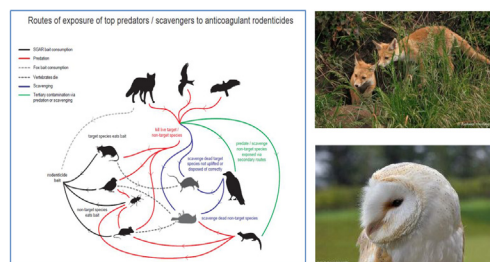 Routes of exposure of top predators / scavengers to anticoagulant rodenticides
SGAR bait consumption
Predation
Fox bait consumption
Vertebrates die
Scavenging
Tertiary contamination via
predation or scavenging
kill live target /
non-target species
target species eats bait
predate / scavenge
non-target species
exposed via
secondary routes
scavenge dead target
species not uplifted or
disposed of correctly
rodenticide
bait
non-target species
eats bait
scavenge dead non-target species